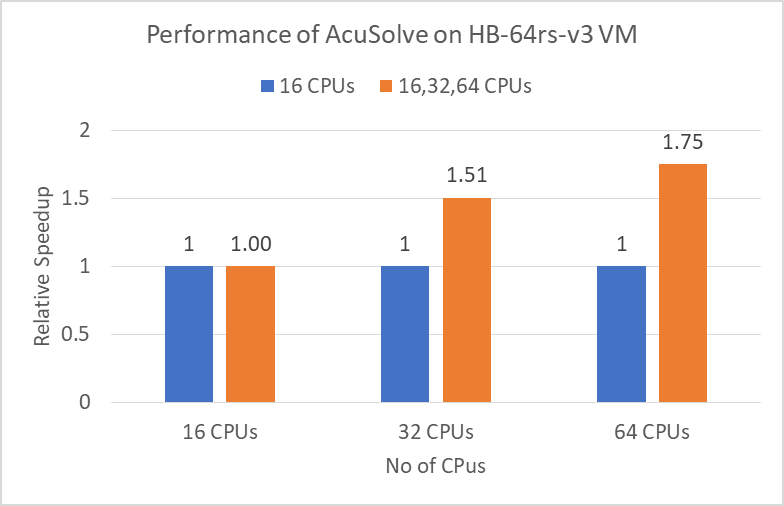 Performance of AcuSolve on HB-64rs-v3 VM
16 CPUs 16,32,64 CPUs
2
1.5
1
0.5
0
Relative Speedup
1 1.00
1 1.51
1 1.75
16 CPUs 32 CPUs 64 CPUs
No of CPus